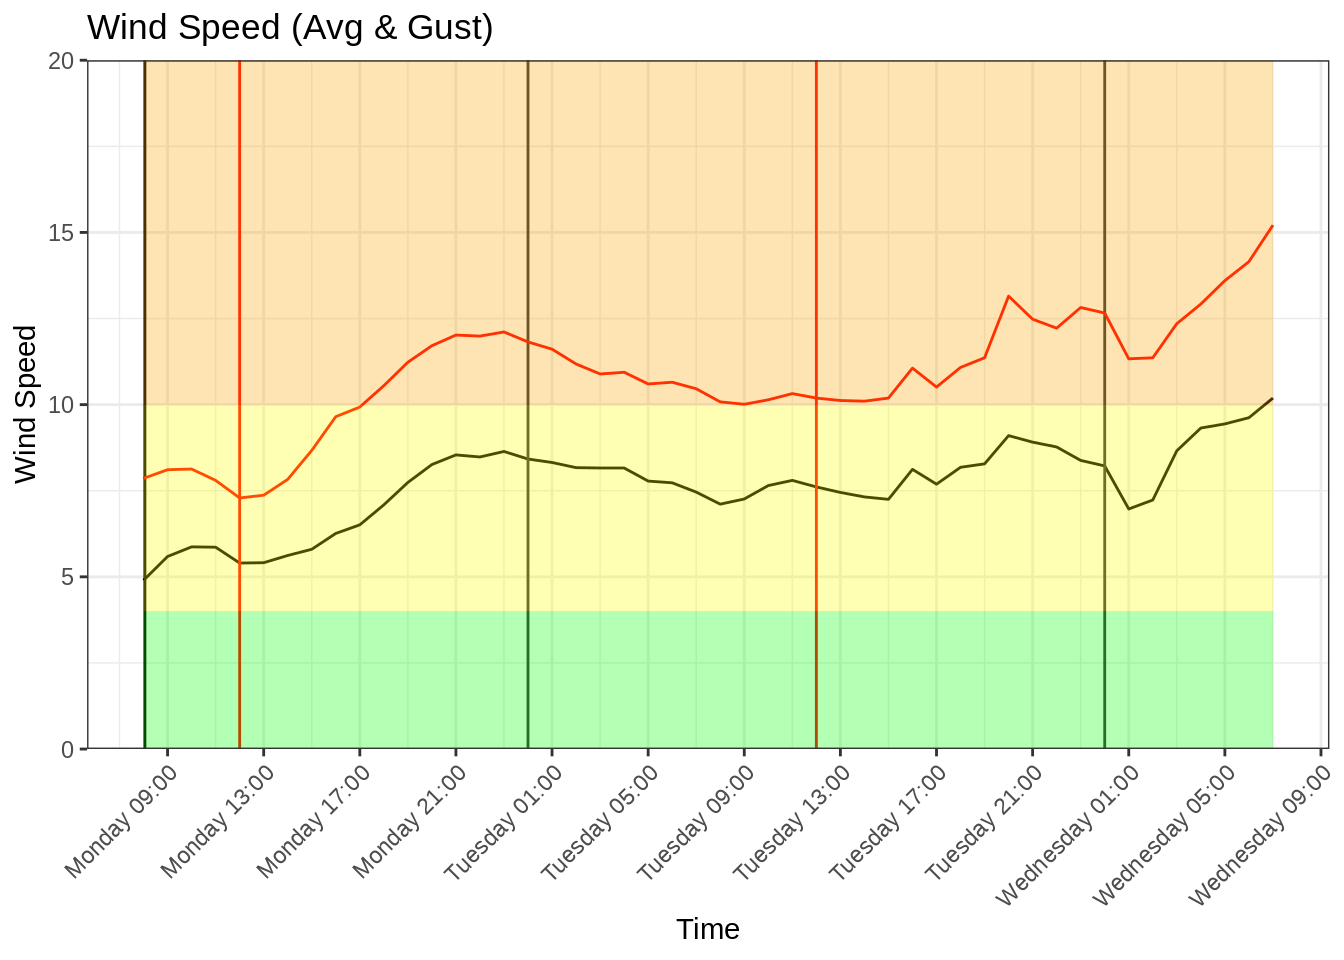 Wind Speed (Avg & Gust)
20
15
10
5
0
Wind Speed
Monday 09:00
Monday 13:00
Monday 17:00
Monday 21:00
Tuesday 01:00
Tuesday 05:00
Tuesday 09:00
Tuesday 13:00
Tuesday 17:00
Tuesday 21:00
Wednesday 01:00
Wednesday 05:00
Wednesday 09:00
Time